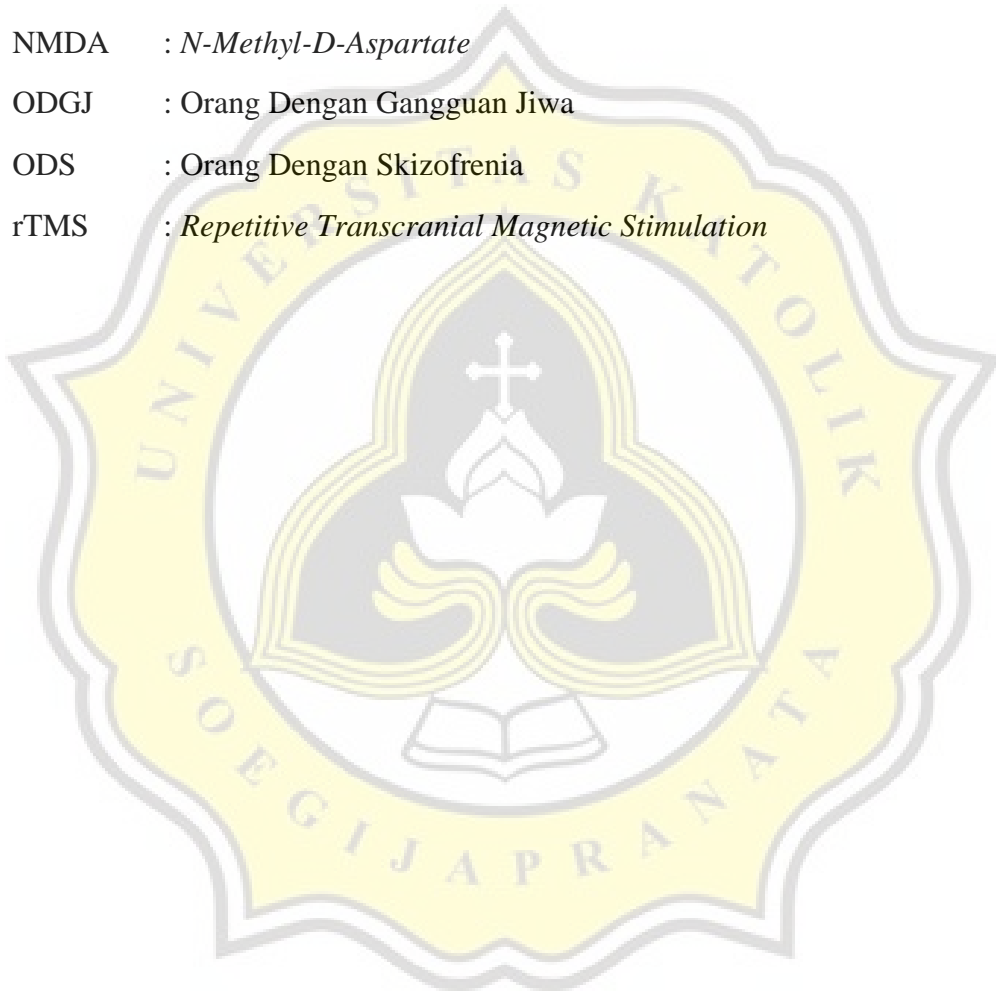 NMDA : N-Methyl-D-Aspartate
ODGJ : Orang Dengan Gangguan Jiwa
ODS : Orang Dengan Skizofrenia
rTMS : Repetitive Transcranial Magnetic Stimulation
UNIVERSITAS KATOLIK
SOEGIJAPRANATA